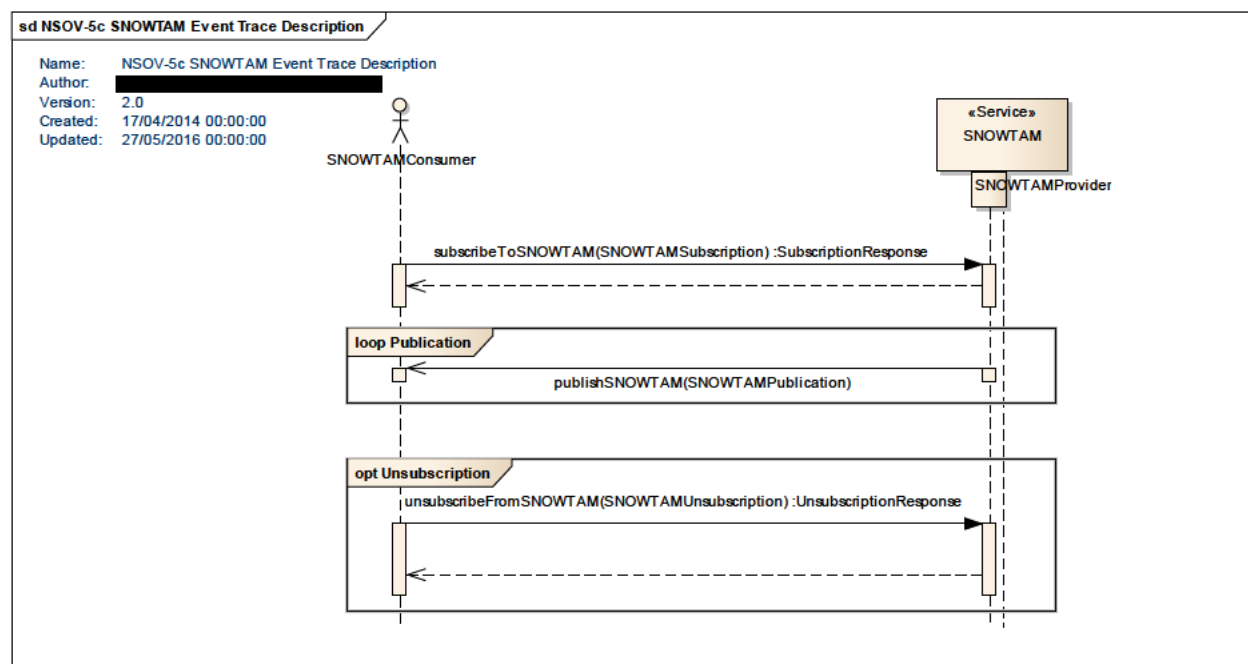 sd NSOV-5c SNOWTAM Event Trace Description
Name: NSOV-5c SNOWTAM Event Trace Description
Author:
Version: 2.0
Created: 17/04/2014 00:00:00
Updated: 27/05/2016 00:00:00
«Service»
SNOWTAM
SNOWTAMConsumer
SNOWTAMProvider
subscribeToSNOWTAM(SNOWTAMSubscription) :SubscriptionResponse
loop Publication
publishSNOWTAM(SNOWTAMPublication)
opt Unsubscription
unsubscribeFromSNOWTAM(SNOWTAMUnsubscription) :UnsubscriptionResponse